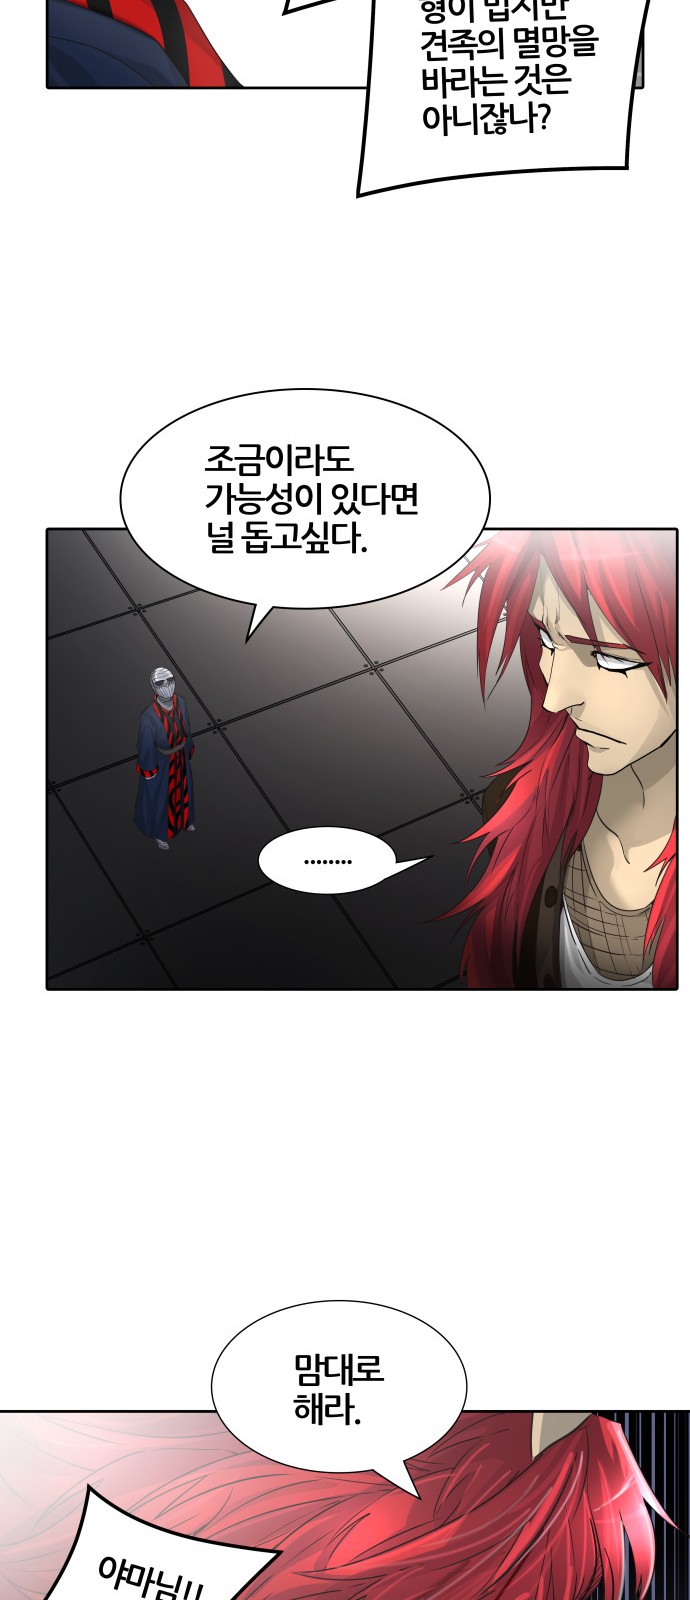 형이 밉지만
견족의 멸망을
바라는 것은
아니잖나?
조금이라도
가능성이 있다면
널 돕고싶다.
........
맘대로
해라.
야마님!!